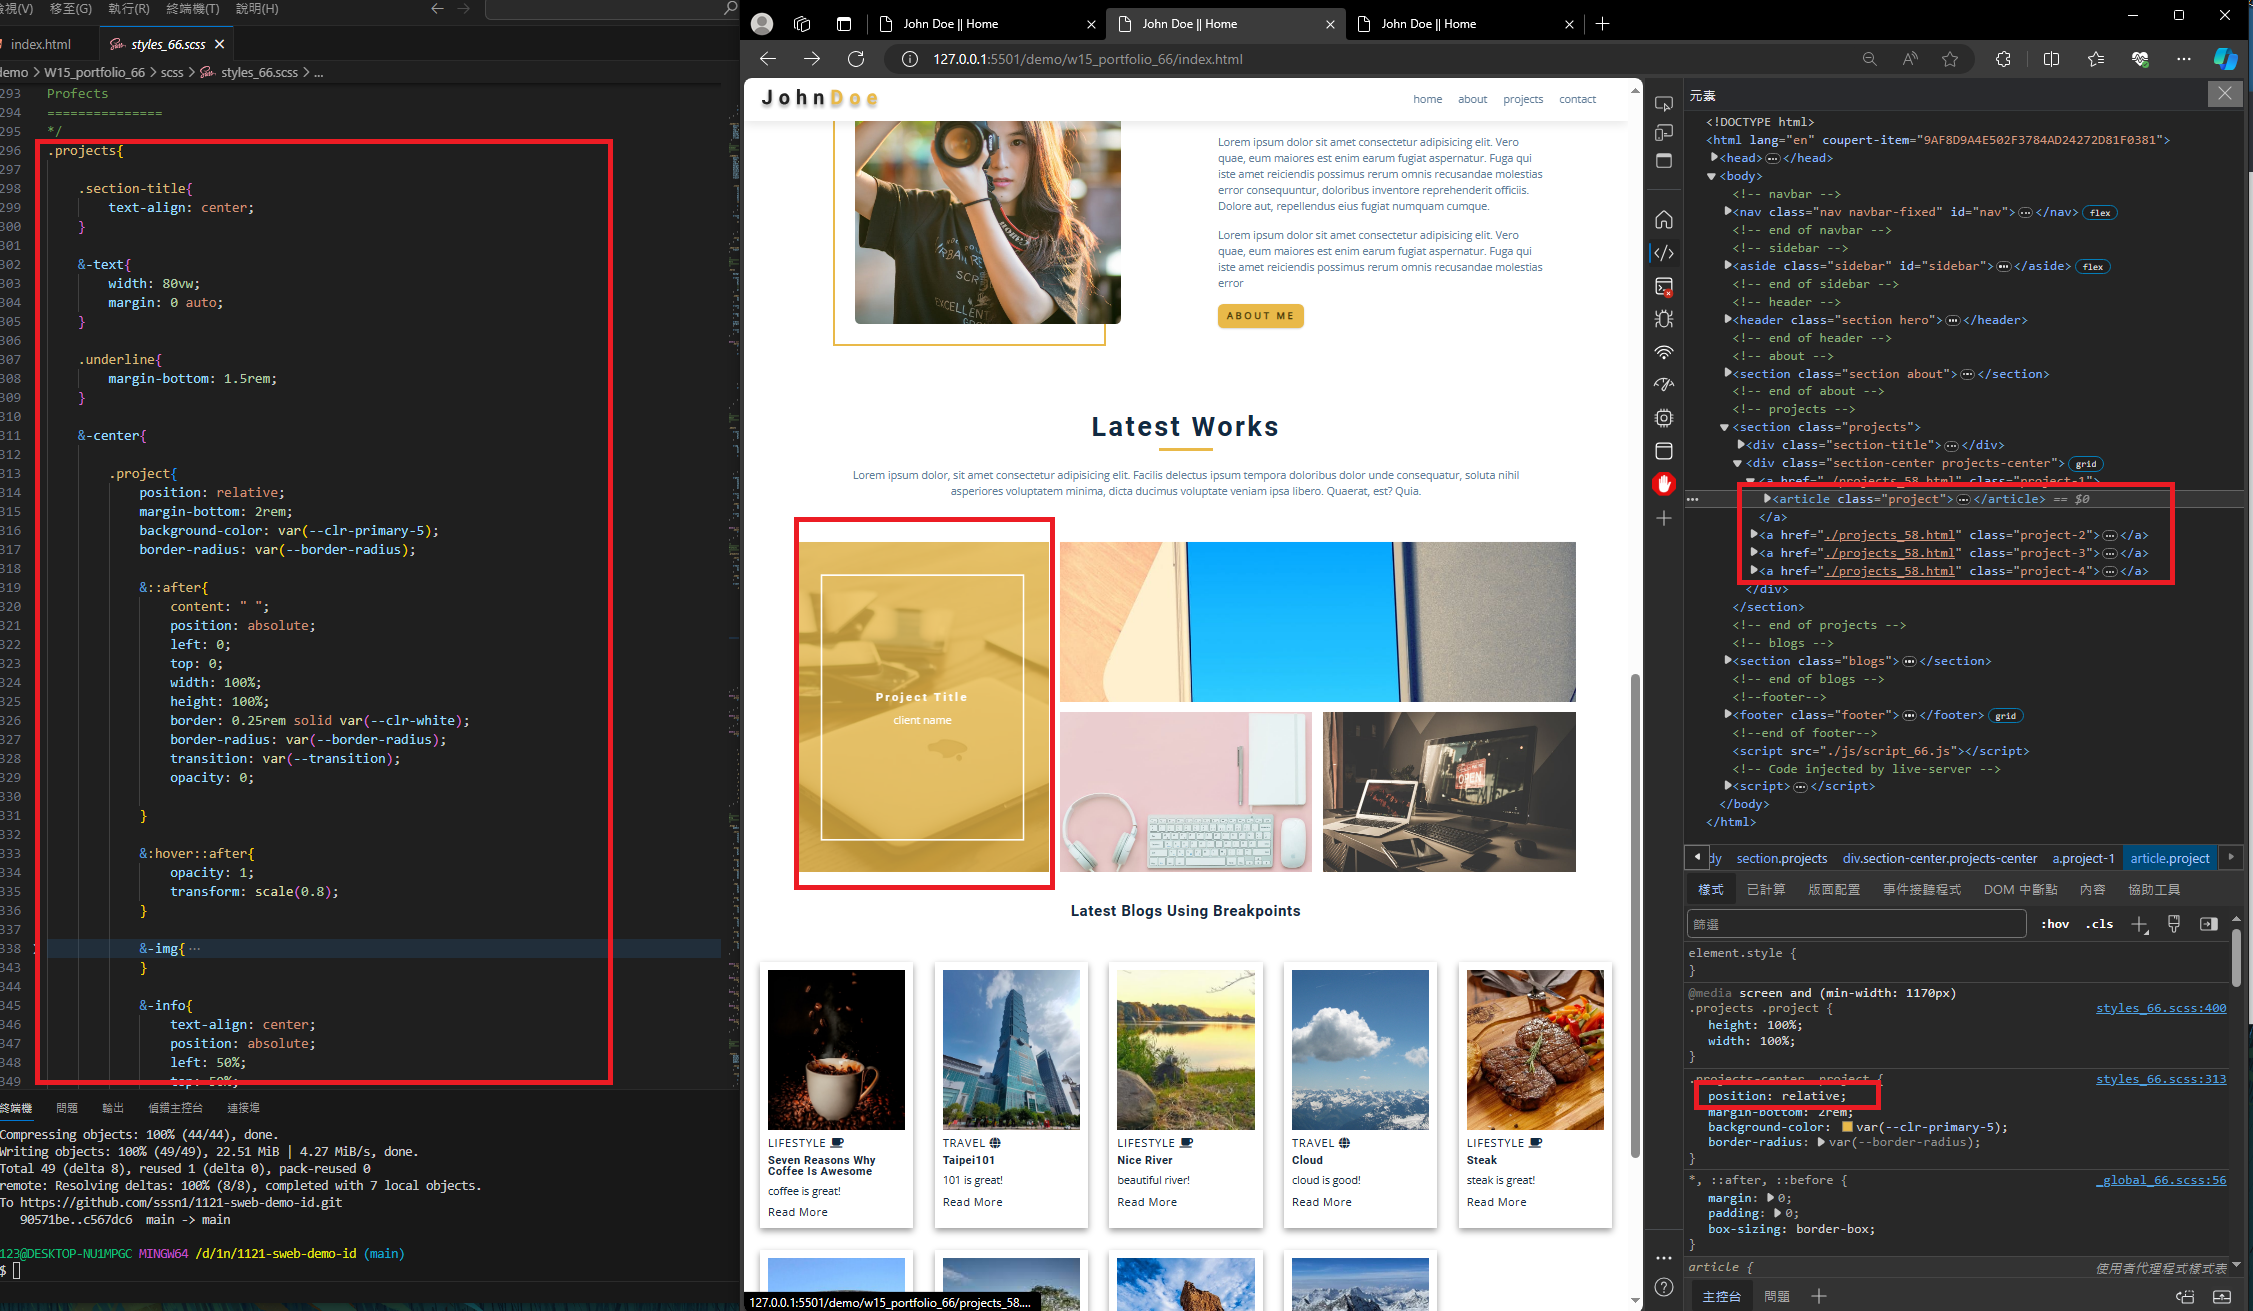 檢視(V) 移至(G) 執行(R) 終端機(T) 說明(H)
index.html styles_66.scss
demo > W15_portfolio_66 > scss > styles_66.scss > ...
293 Profects
294 ===============
295 */
296 .projects{
297
298 .section-title{
299 text-align: center;
300 }
301
302 &-text{
303 width: 80vw;
304 margin: 0 auto;
305 }
306
307 .underline{
308 margin-bottom: 1.5rem;
309 }
310
311 &-center{
312
313 .project{
314 position: relative;
315 margin-bottom: 2rem;
316 background-color: var(--clr-primary-5);
317 border-radius: var(--border-radius);
318
319 &::after{
320 content: " ";
321 position: absolute;
322 left: 0;
323 top: 0;
324 width: 100%;
325 height: 100%;
326 border: 0.25rem solid var(--clr-white);
327 border-radius: var(--border-radius);
328 transition: var(--transition);
329 opacity: 0;
330
331 }
332
333 &:hover::after{
334 opacity: 1;
335 transform: scale(0.8);
336 }
337
338 &-img{ ...
343 }
344
345 &-info{
346 text-align: center;
347 position: absolute;
348 left: 50%;
349 top: 50%;
終端機 問題 輸出 偵錯主控台 連接埠
Compressing objects: 100% (44/44), done.
Writing objects: 100% (49/49), 22.51 MiB | 4.27 MiB/s, done.
Total 49 (delta 8), reused 1 (delta 0), pack-reused 0
remote: Resolving deltas: 100% (8/8), completed with 7 local objects.
To https://github.com/sssn1/1121-sweb-demo-id.git
90571be..c567dc6 main -> main
123@DESKTOP-NU1MPGC MINGW64 /d/1n/1121-sweb-demo-id (main)
$
John Doe || Home
John Doe || Home
John Doe || Home
127.0.0.1:5501/demo/w15_portfolio_66/index.html
JohnDoe
home about projects contact
Lorem ipsum dolor sit amet consectetur adipisicing elit. Vero
quae, eum maiores est enim earum fugiat aspernatur. Fuga qui
iste amet reiciendis possimus rerum omnis recusandae molestias
error consequuntur, doloribus inventore reprehenderit officiis.
Dolore aut, repellendus eius fugiat numquam cumque.
Lorem ipsum dolor sit amet consectetur adipisicing elit. Vero
quae, eum maiores est enim earum fugiat aspernatur. Fuga qui
iste amet reiciendis possimus rerum omnis recusandae molestias
error
ABOUT ME
Latest Works
Lorem ipsum dolor, sit amet consectetur adipisicing elit. Facilis delectus ipsum tempora doloribus dolor unde consequatur, soluta nihil
asperiores voluptatem minima, dicta ducimus voluptate veniam ipsa libero. Quaerat, est? Quia.
Project Title
client name
OPEN
Latest Blogs Using Breakpoints
LIFESTYLE
Seven Reasons Why
Coffee Is Awesome
coffee is great!
Read More
TRAVEL
Taipei101
101 is great!
Read More
LIFESTYLE
Nice River
beautiful river!
Read More
TRAVEL
Cloud
cloud is good!
Read More
LIFESTYLE
Steak
steak is great!
Read More
127.0.0.1:5501/demo/w15_portfolio_66/projects_58....
元素
<!DOCTYPE html>
<html lang="en" coupert-item="9AF8D9A4E502F3784AD24272D81F0381">
<head> </head>
<body>
<!-- navbar -->
<nav class="nav navbar-fixed" id="nav"> </nav> flex
<!-- end of navbar -->
<!-- sidebar -->
<aside class="sidebar" id="sidebar"> </aside> flex
<!-- end of sidebar -->
<!-- header -->
<header class="section hero"> </header>
<!-- end of header -->
<!-- about -->
<section class="section about"> </section>
<!-- end of about -->
<!-- projects -->
<section class="projects">
<div class="section-title"> </div>
<div class="section-center projects-center"> grid
<a href="./projects_58.html" class="project-1">
<article class="project"> </article> == $0
</a>
<a href="./projects_58.html" class="project-2"> </a>
<a href="./projects_58.html" class="project-3"> </a>
<a href="./projects_58.html" class="project-4"> </a>
</div>
</section>
<!-- end of projects -->
<!-- blogs -->
<section class="blogs"> </section>
<!-- end of blogs -->
<!--footer-->
<footer class="footer"> </footer> grid
<!--end of footer-->
<script src="./js/script_66.js"></script>
<!-- Code injected by live-server -->
<script> </script>
</body>
</html>
dy section.projects div.section-center.projects-center a.project-1 article.project
樣式 已計算 版面配置 事件接聽程式 DOM 中斷點 內容 協助工具
篩選 :hov .cls
element.style {
}
@media screen and (min-width: 1170px)
.projects .project { styles_66.scss:400
height: 100%;
width: 100%;
}
.projects-center .project { styles_66.scss:313
position: relative;
margin-bottom: 2rem;
background-color: var(--clr-primary-5);
border-radius: var(--border-radius);
}
*, ::after, ::before { _global_66.scss:56
margin: 0;
padding: 0;
box-sizing: border-box;
}
article { 使用者代理程式樣式表
主控台 問題